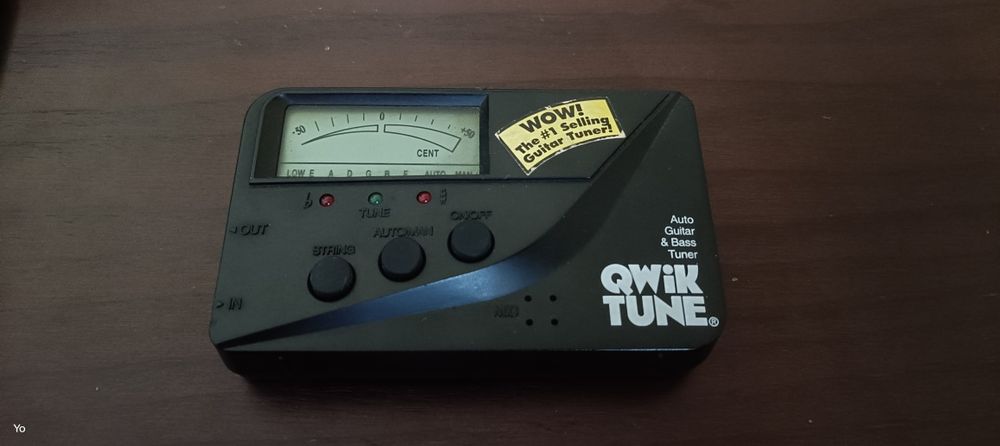 -50 0 +50
CENT
LOW E A D G B E AUTO MAN
WOW!
The #1 Selling
Guitar Tuner!
♭ ♯
TUNE
OUT
STRING AUTO/MAN ON/OFF
IN
MIC
Auto
Guitar
& Bass
Tuner
QWiK
TUNE®
Yo